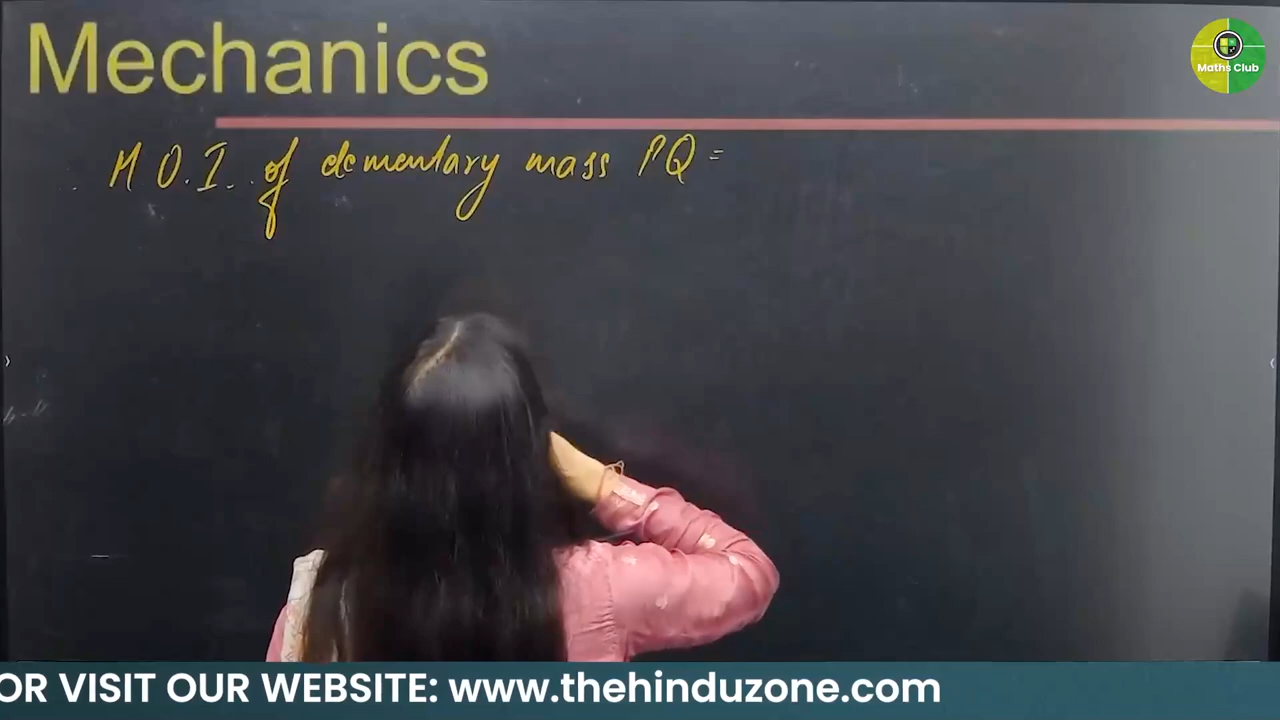 Mechanics
Maths Club
M.O.I. of elementary mass PQ =
OR VISIT OUR WEBSITE: www.thehinduzone.com